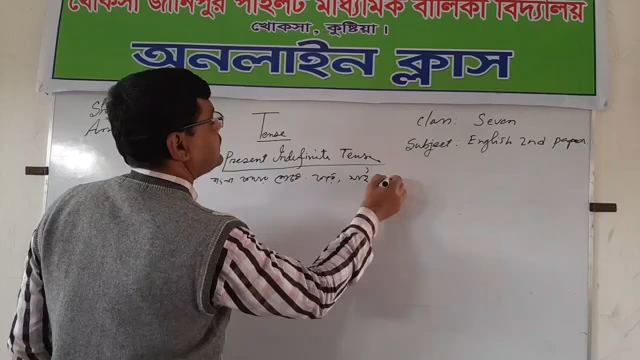 খোকসা জানিপুর পাইলট মাধ্যমিক বালিকা বিদ্যালয়
খোকসা, কুষ্টিয়া।
অনলাইন ক্লাস
Tense
Class: Seven
Subject: English 2nd paper
Present Indefinite Tense
বাংলা